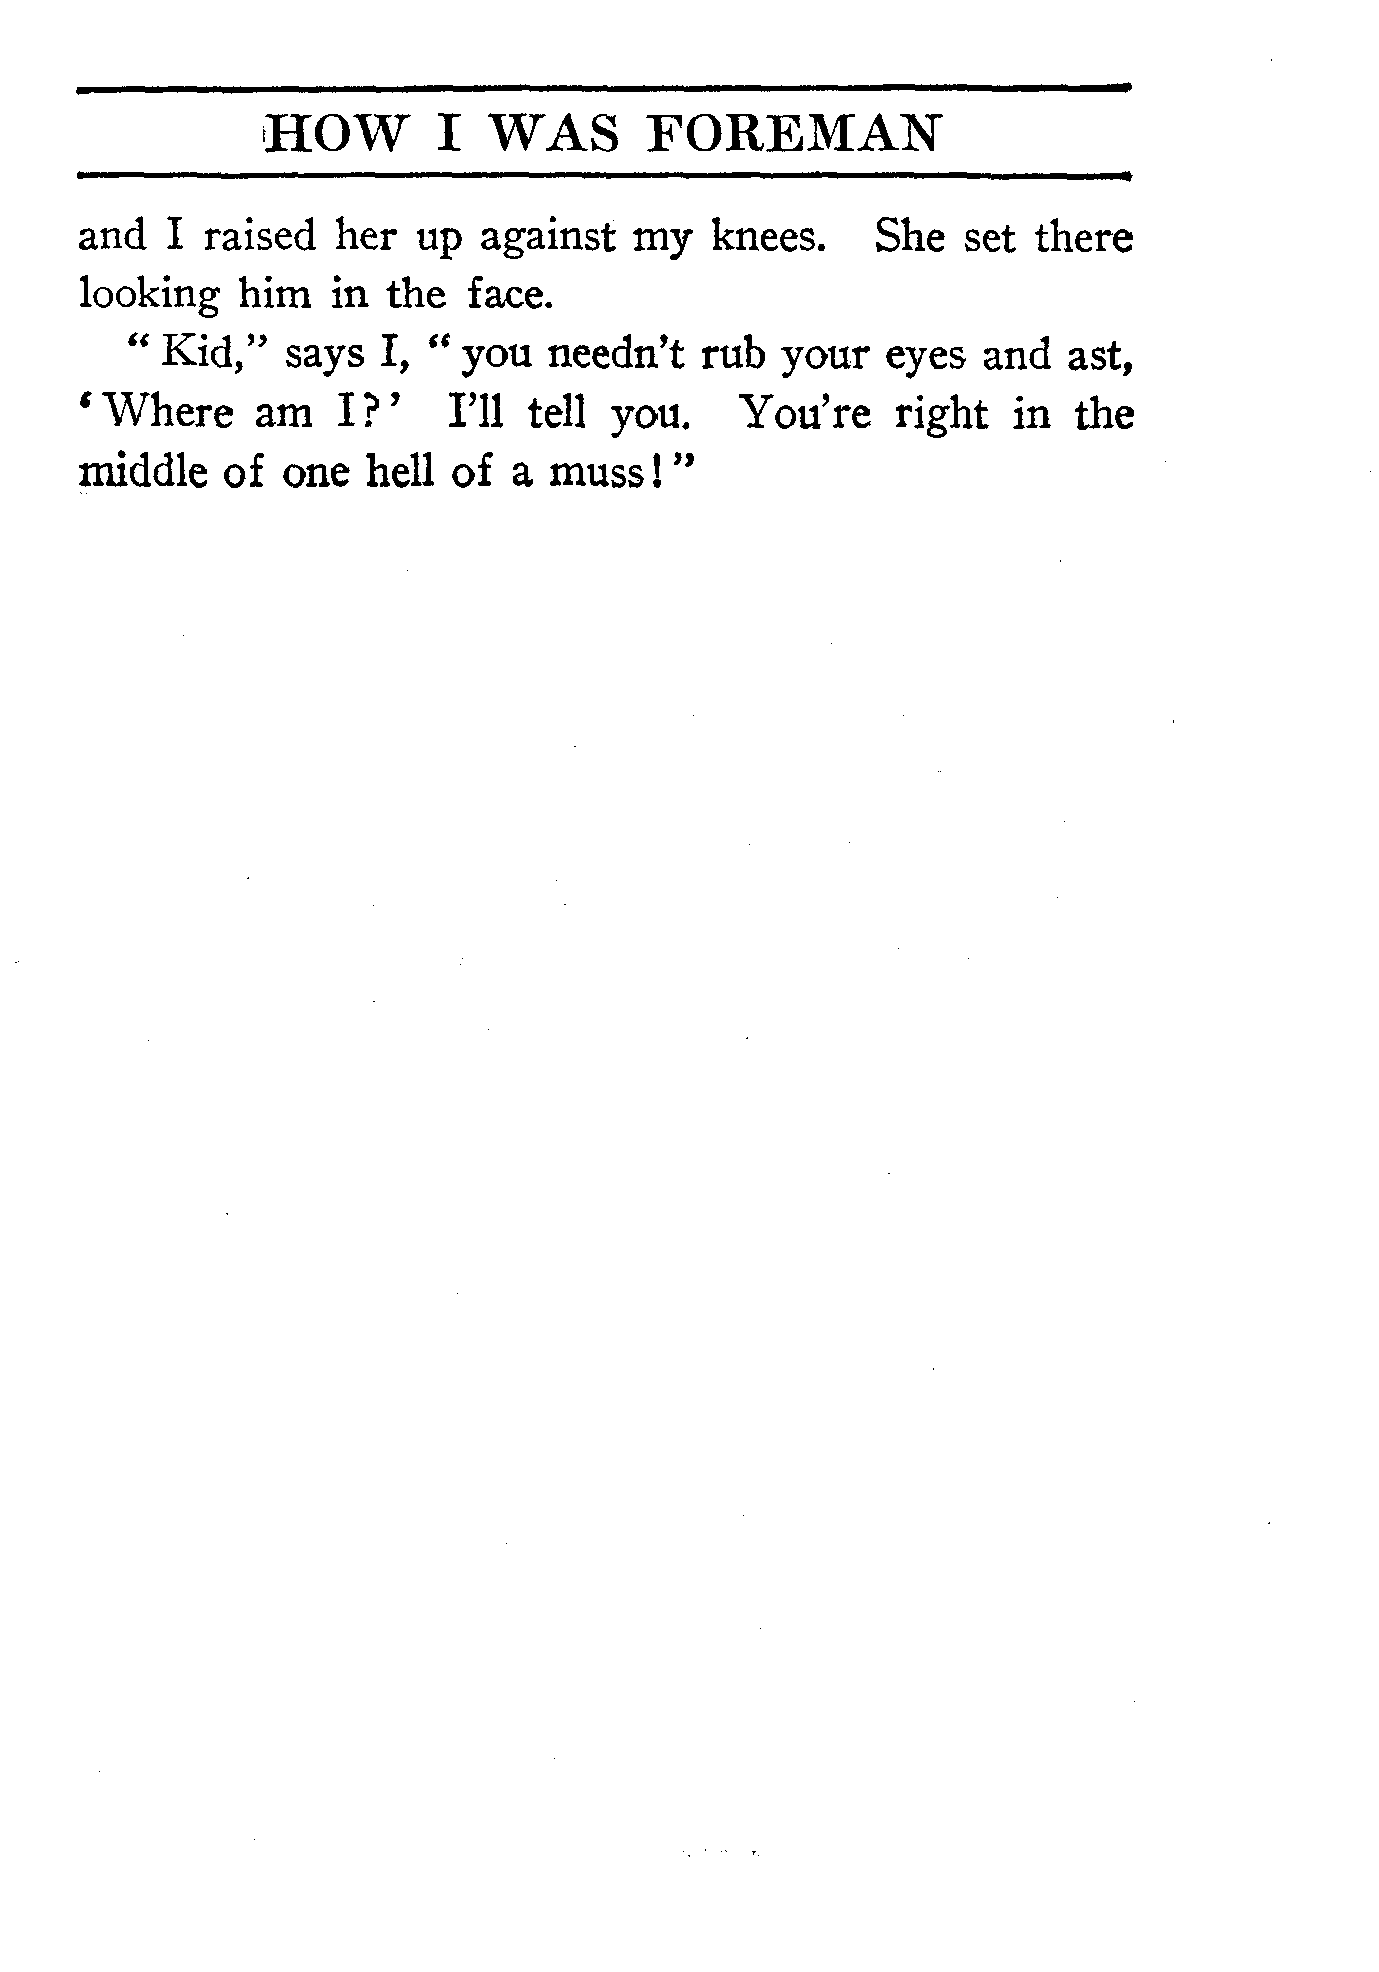 HOW I WAS FOREMAN
and I raised her up against my knees. She set there
looking him in the face.
“ Kid,” says I, “ you needn't rub your eyes and ast,
‘ Where am I?’ I'll tell you. You're right in the
middle of one hell of a muss!”